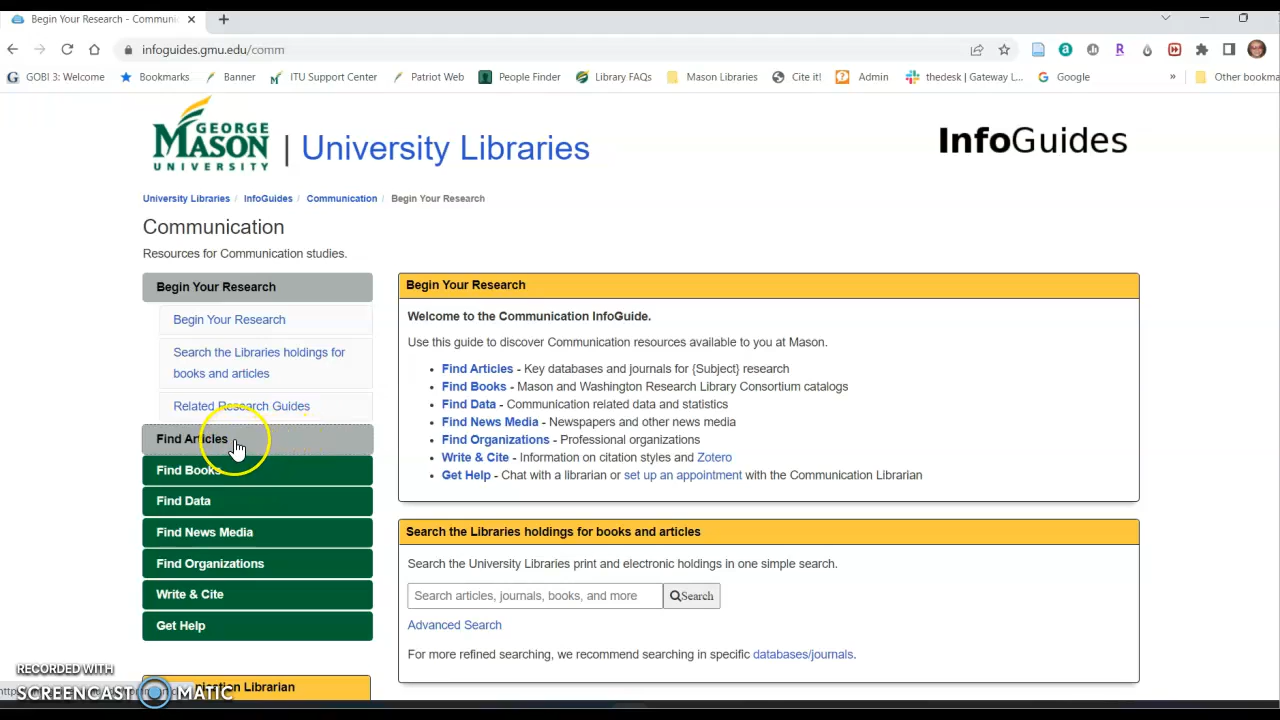 Begin Your Research - Communi
infoguides.gmu.edu/comm
GOBI 3: Welcome
Bookmarks
Banner
ITU Support Center
Patriot Web
People Finder
Library FAQs
Mason Libraries
Cite it!
Admin
thedesk | Gateway L...
Google
»
Other bookma
GEORGE
MASON
UNIVERSITY
| University Libraries
InfoGuides
University Libraries / InfoGuides / Communication / Begin Your Research
Communication
Resources for Communication studies.
Begin Your Research
Begin Your Research
Search the Libraries holdings for
books and articles
Related Research Guides
Find Articles
Find Books
Find Data
Find News Media
Find Organizations
Write & Cite
Get Help
Begin Your Research
Welcome to the Communication InfoGuide.
Use this guide to discover Communication resources available to you at Mason.
• Find Articles - Key databases and journals for {Subject} research
• Find Books - Mason and Washington Research Library Consortium catalogs
• Find Data - Communication related data and statistics
• Find News Media - Newspapers and other news media
• Find Organizations - Professional organizations
• Write & Cite - Information on citation styles and Zotero
• Get Help - Chat with a librarian or set up an appointment with the Communication Librarian
Search the Libraries holdings for books and articles
Search the University Libraries print and electronic holdings in one simple search.
Search articles, journals, books, and more
Search
Advanced Search
For more refined searching, we recommend searching in specific databases/journals.
Librarian
RECORDED WITH
SCREENCAST MATIC